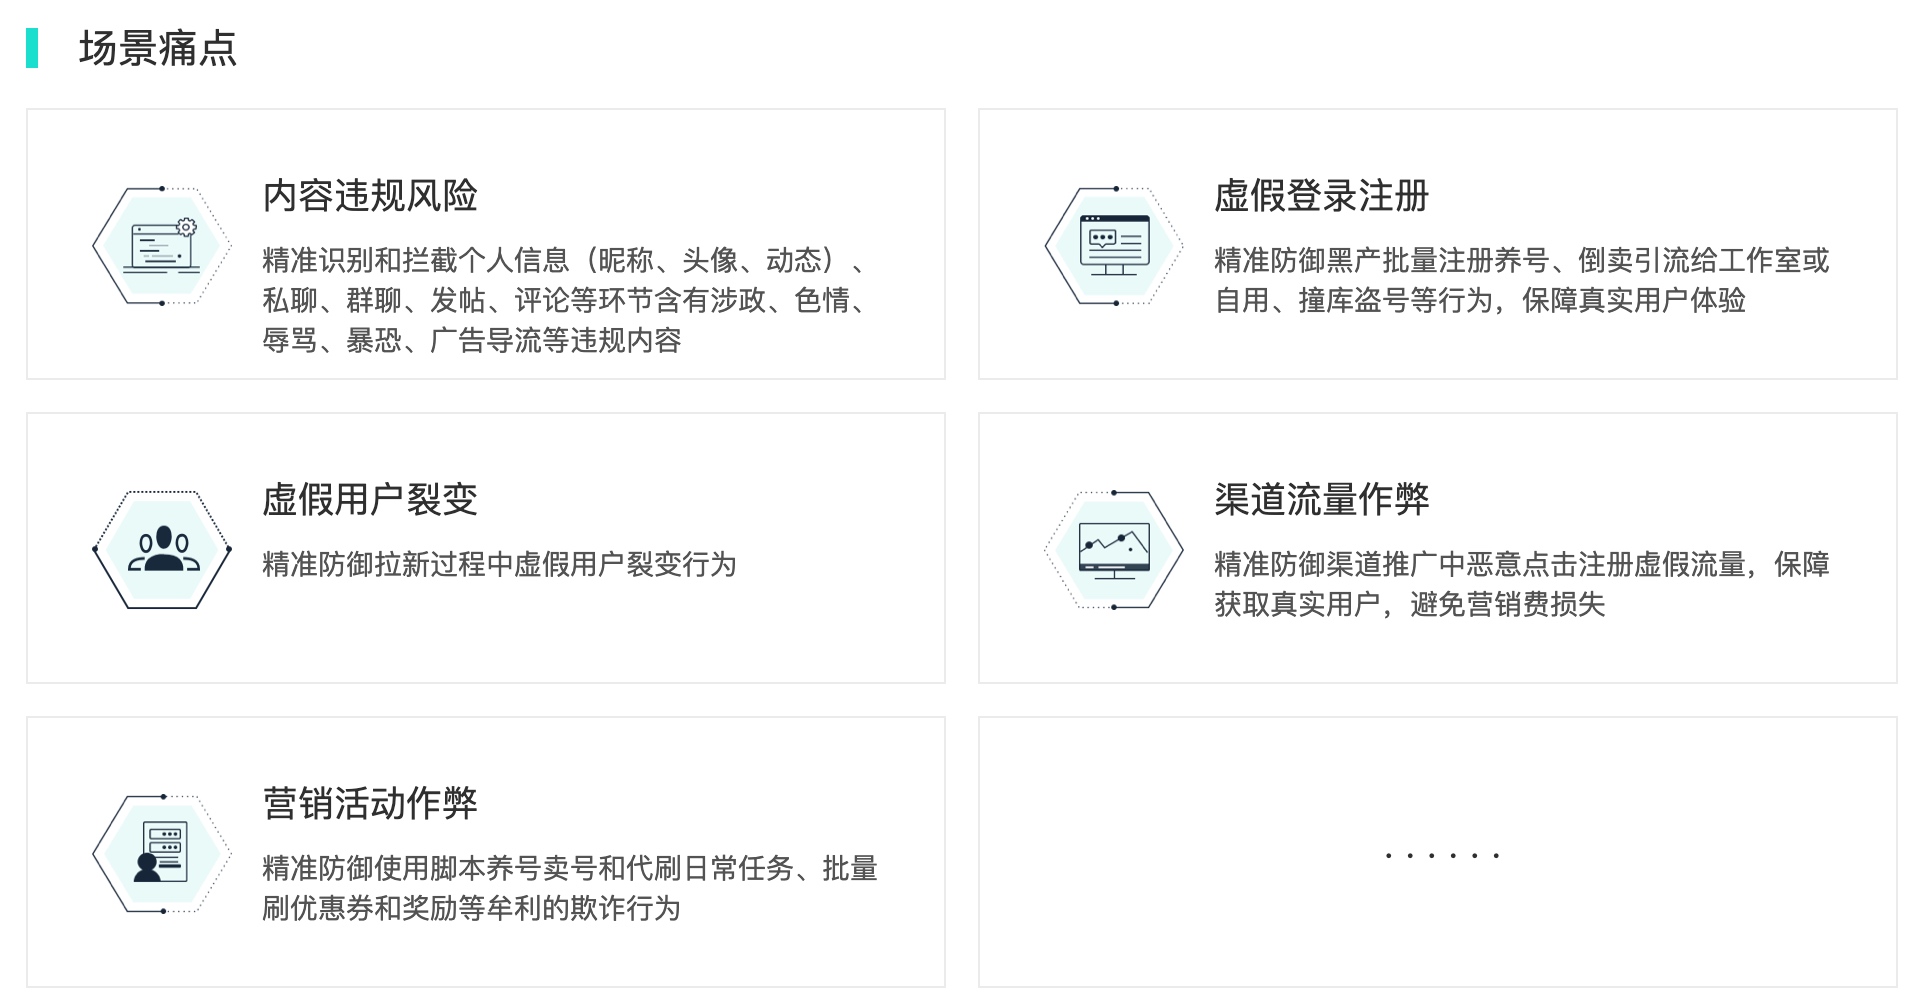 场景痛点
内容违规风险
精准识别和拦截个人信息（昵称、头像、动态）、
私聊、群聊、发帖、评论等环节含有涉政、色情、
辱骂、暴恐、广告导流等违规内容
虚假登录注册
精准防御黑产批量注册养号、倒卖引流给工作室或
自用、撞库盗号等行为，保障真实用户体验
虚假用户裂变
精准防御拉新过程中虚假用户裂变行为
渠道流量作弊
精准防御渠道推广中恶意点击注册虚假流量，保障
获取真实用户，避免营销费损失
营销活动作弊
精准防御使用脚本养号卖号和代刷日常任务、批量
刷优惠券和奖励等牟利的欺诈行为
......